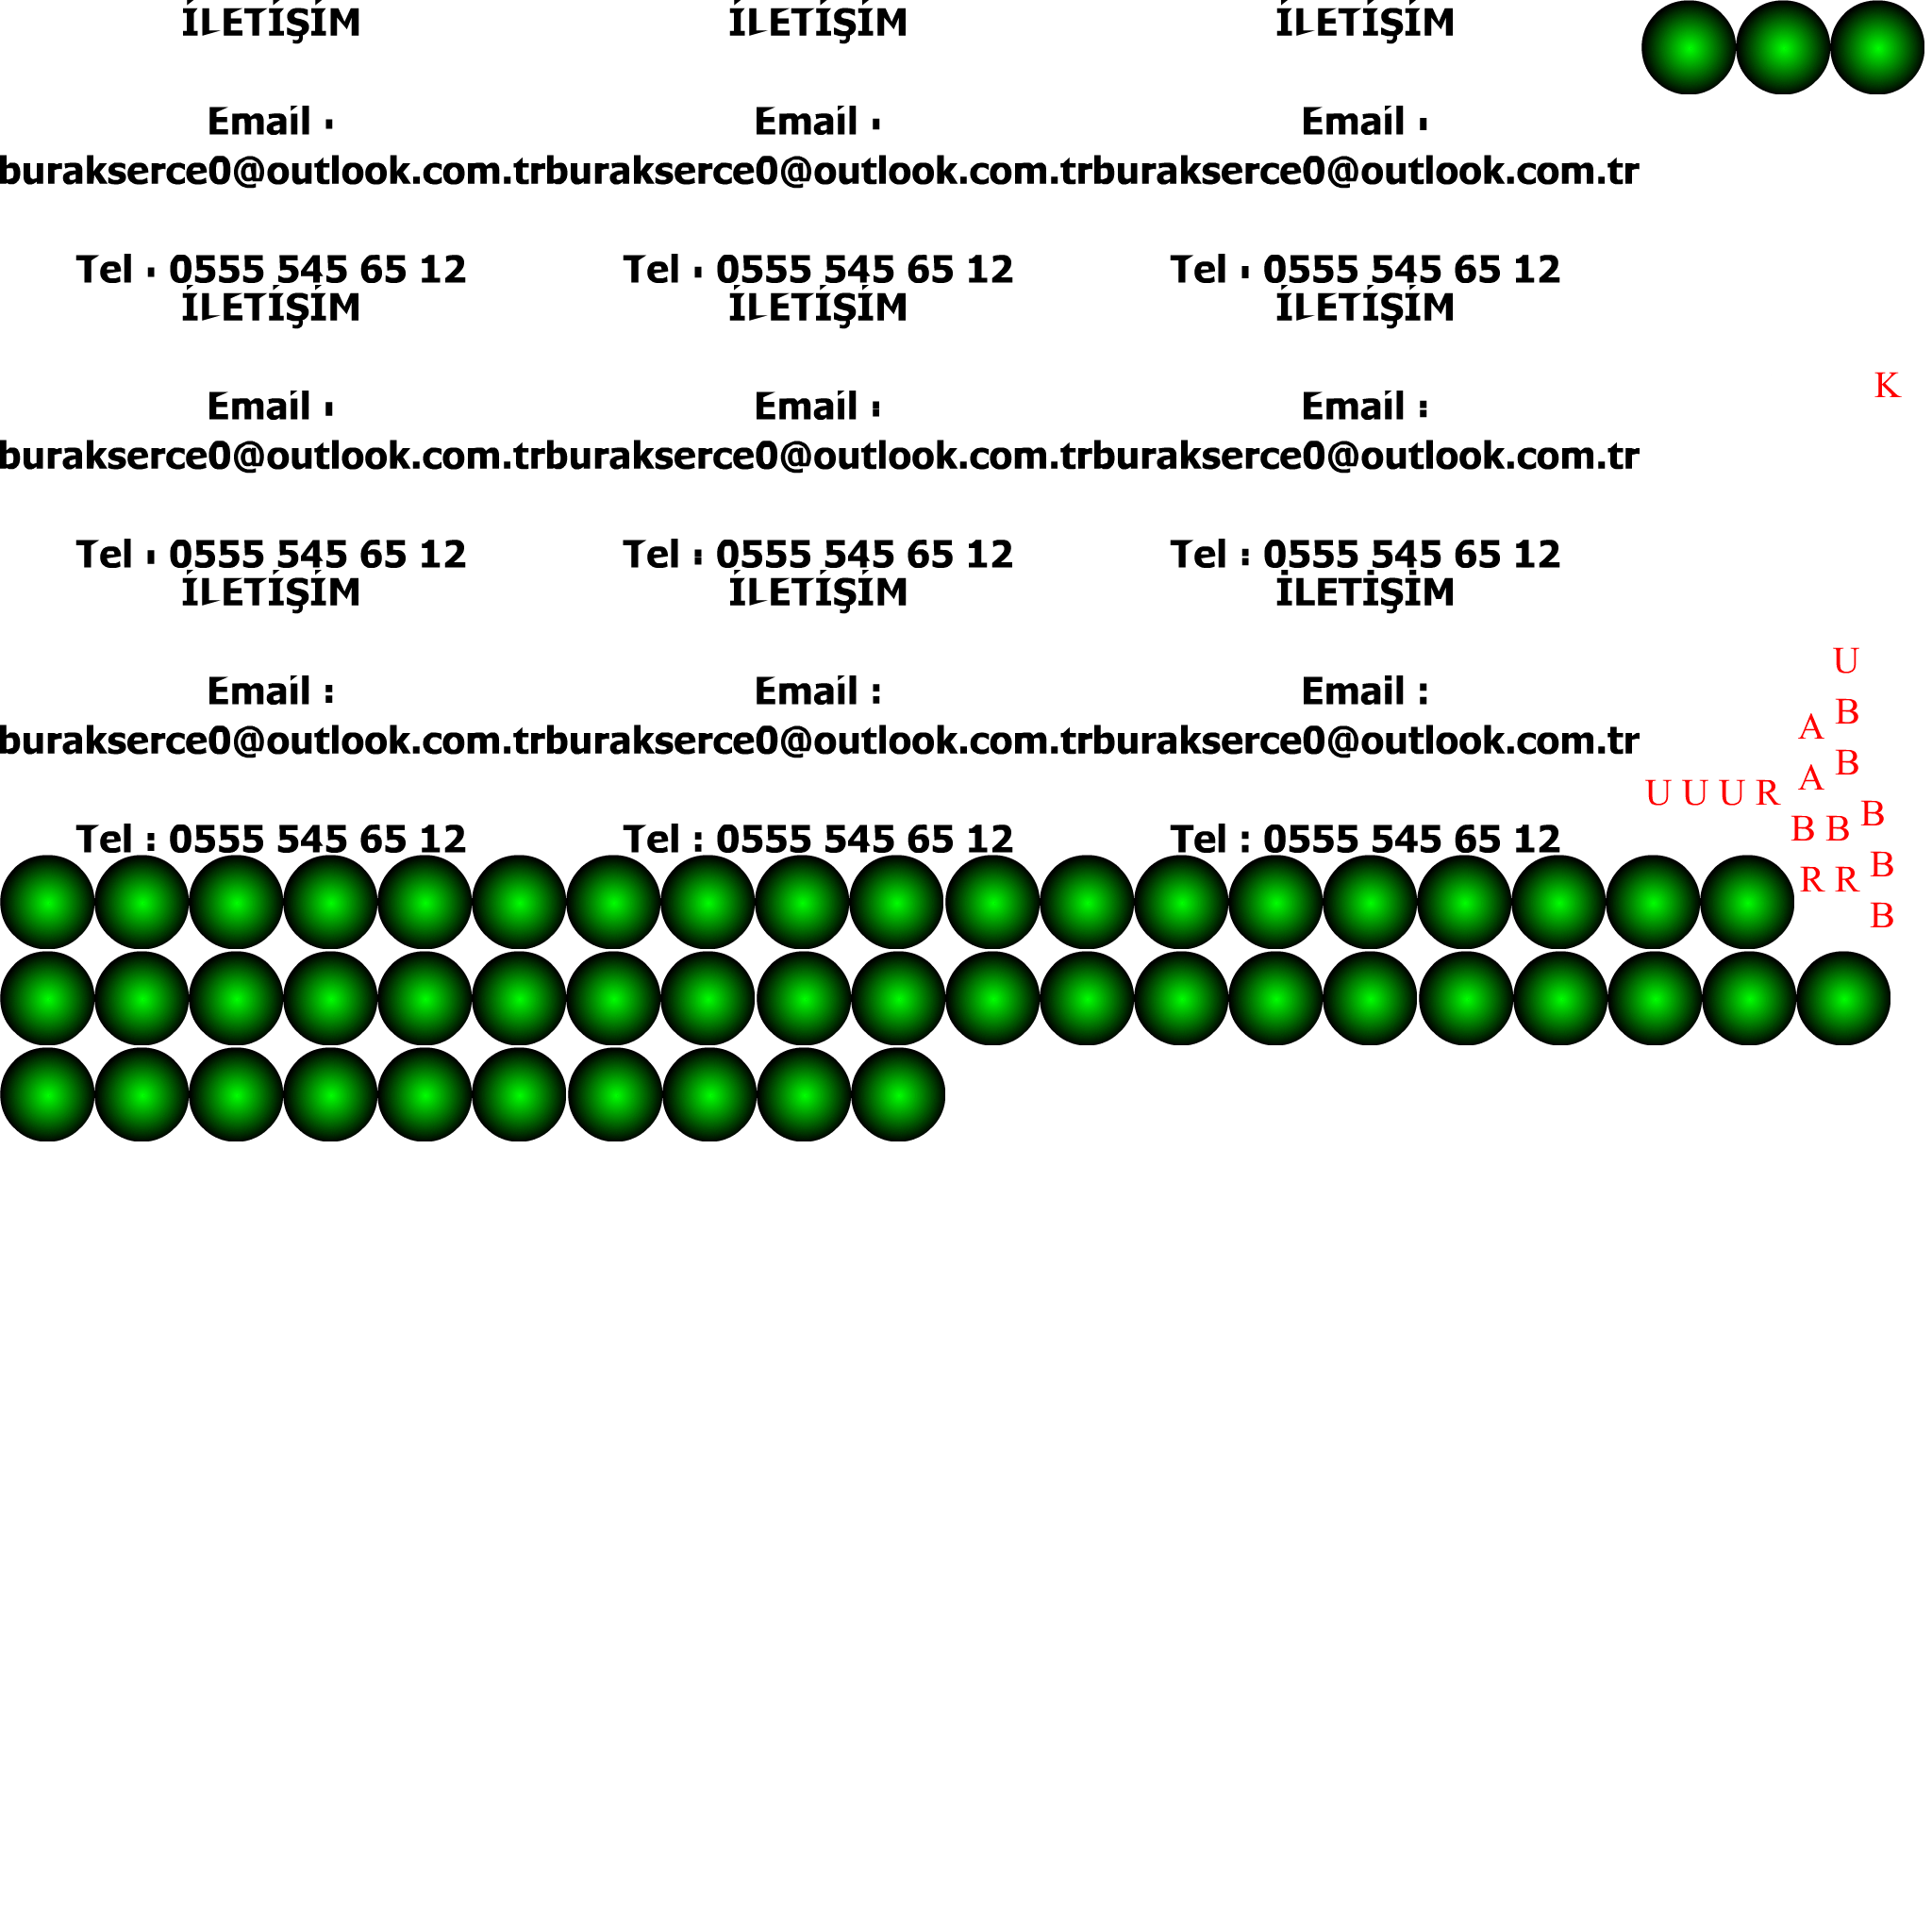 İLETİŞİM İLETİŞİM İLETİŞİM
Email : Email : Email :
burakserce0@outlook.com.trburakserce0@outlook.com.trburakserce0@outlook.com.tr
Tel : 0555 545 65 12 Tel : 0555 545 65 12 Tel : 0555 545 65 12
İLETİŞİM İLETİŞİM İLETİŞİM
K
Email : Email : Email :
burakserce0@outlook.com.trburakserce0@outlook.com.trburakserce0@outlook.com.tr
Tel : 0555 545 65 12 Tel : 0555 545 65 12 Tel : 0555 545 65 12
İLETİŞİM İLETİŞİM İLETİŞİM
U
Email : Email : Email :
B
A
burakserce0@outlook.com.trburakserce0@outlook.com.trburakserce0@outlook.com.tr
B
A
U U U R
B
B B
Tel : 0555 545 65 12 Tel : 0555 545 65 12 Tel : 0555 545 65 12
B
R R
B